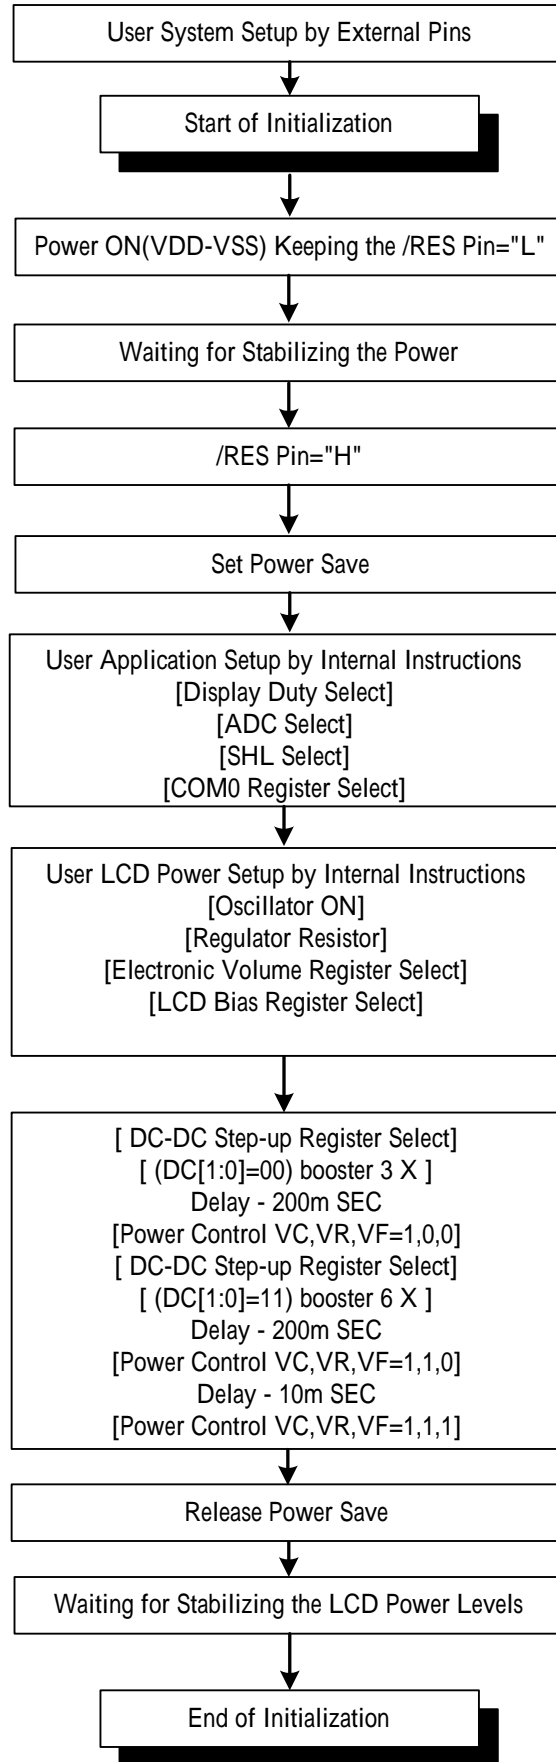 User System Setup by External Pins
Start of Initialization
Power ON(VDD-VSS) Keeping the /RES Pin="L"
Waiting for Stabilizing the Power
/RES Pin="H"
Set Power Save
User Application Setup by Internal Instructions
[Display Duty Select]
[ADC Select]
[SHL Select]
[COM0 Register Select]
User LCD Power Setup by Internal Instructions
[Oscillator ON]
[Regulator Resistor]
[Electronic Volume Register Select]
[LCD Bias Register Select]
[ DC-DC Step-up Register Select]
[ (DC[1:0]=00) booster 3 X ]
Delay - 200m SEC
[Power Control VC,VR,VF=1,0,0]
[ DC-DC Step-up Register Select]
[ (DC[1:0]=11) booster 6 X ]
Delay - 200m SEC
[Power Control VC,VR,VF=1,1,0]
Delay - 10m SEC
[Power Control VC,VR,VF=1,1,1]
Release Power Save
Waiting for Stabilizing the LCD Power Levels
End of Initialization